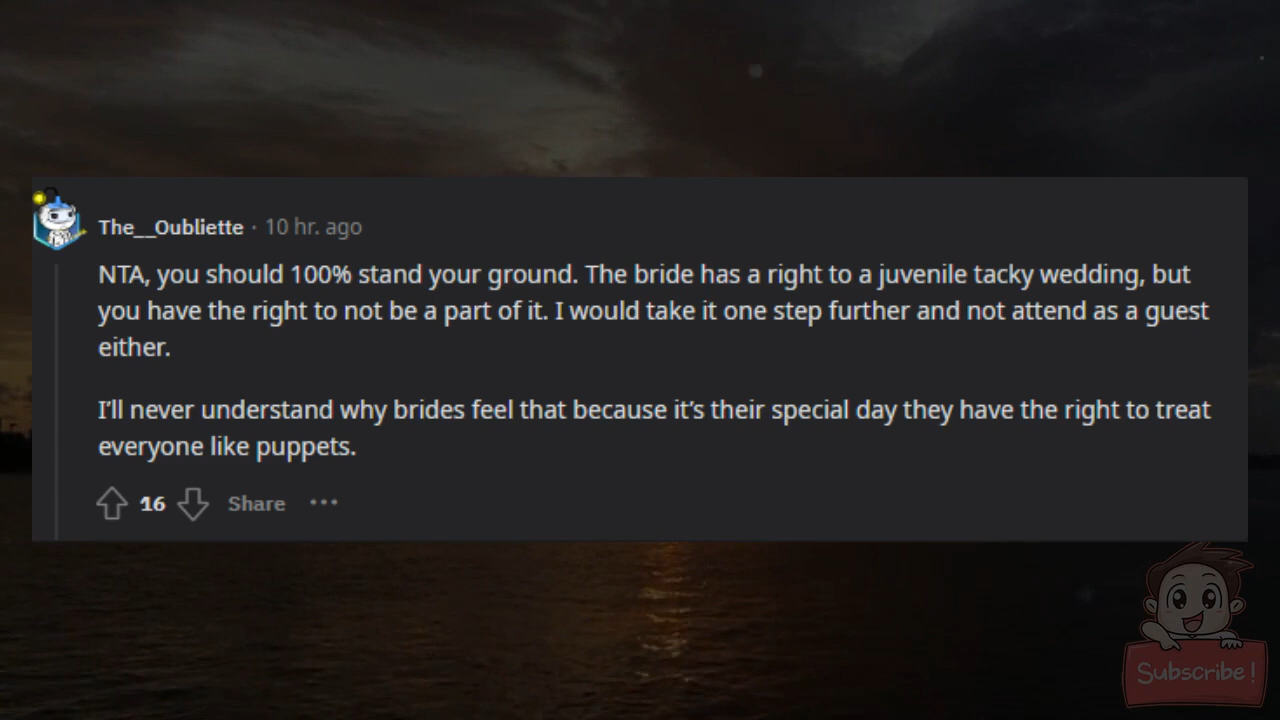 The__Oubliette · 10 hr. ago
NTA, you should 100% stand your ground. The bride has a right to a juvenile tacky wedding, but
you have the right to not be a part of it. I would take it one step further and not attend as a guest
either.
I'll never understand why brides feel that because it's their special day they have the right to treat
everyone like puppets.
16 Share ···
Subscribe!